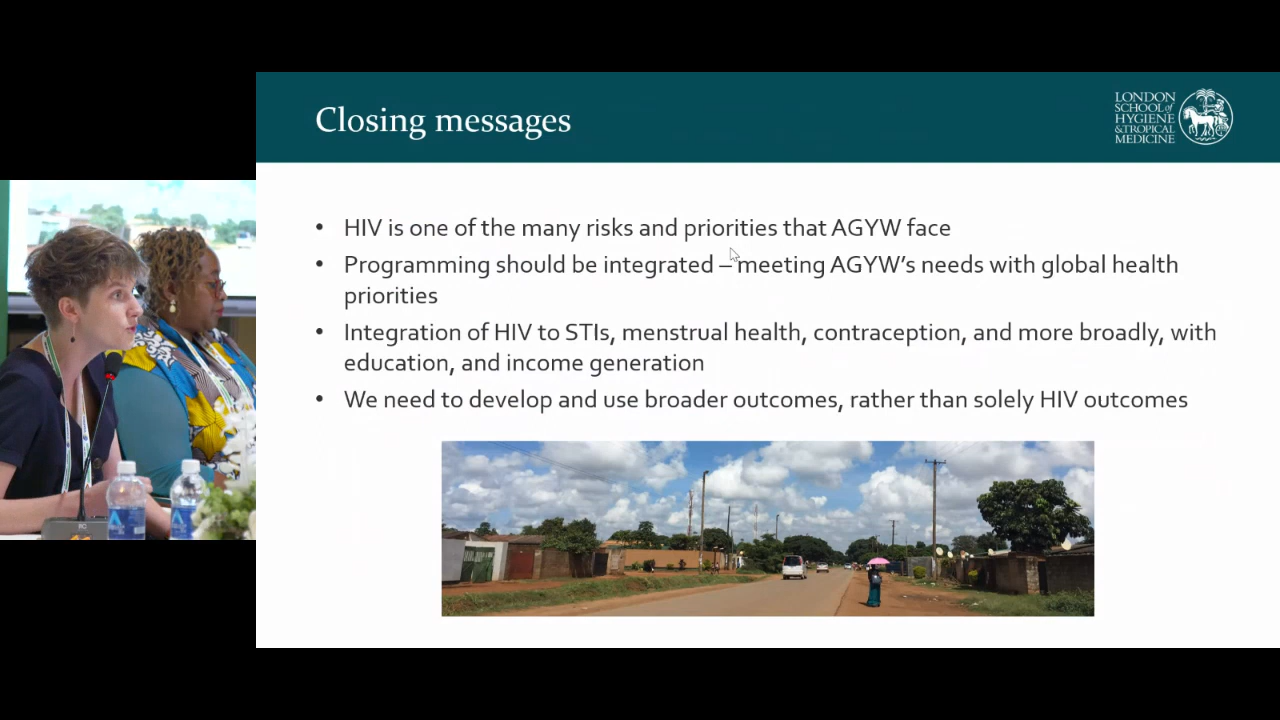 Closing messages
LONDON
SCHOOL of
HYGIENE
& TROPICAL
MEDICINE
• HIV is one of the many risks and priorities that AGYW face
• Programming should be integrated – meeting AGYW’s needs with global health
priorities
• Integration of HIV to STIs, menstrual health, contraception, and more broadly, with
education, and income generation
• We need to develop and use broader outcomes, rather than solely HIV outcomes